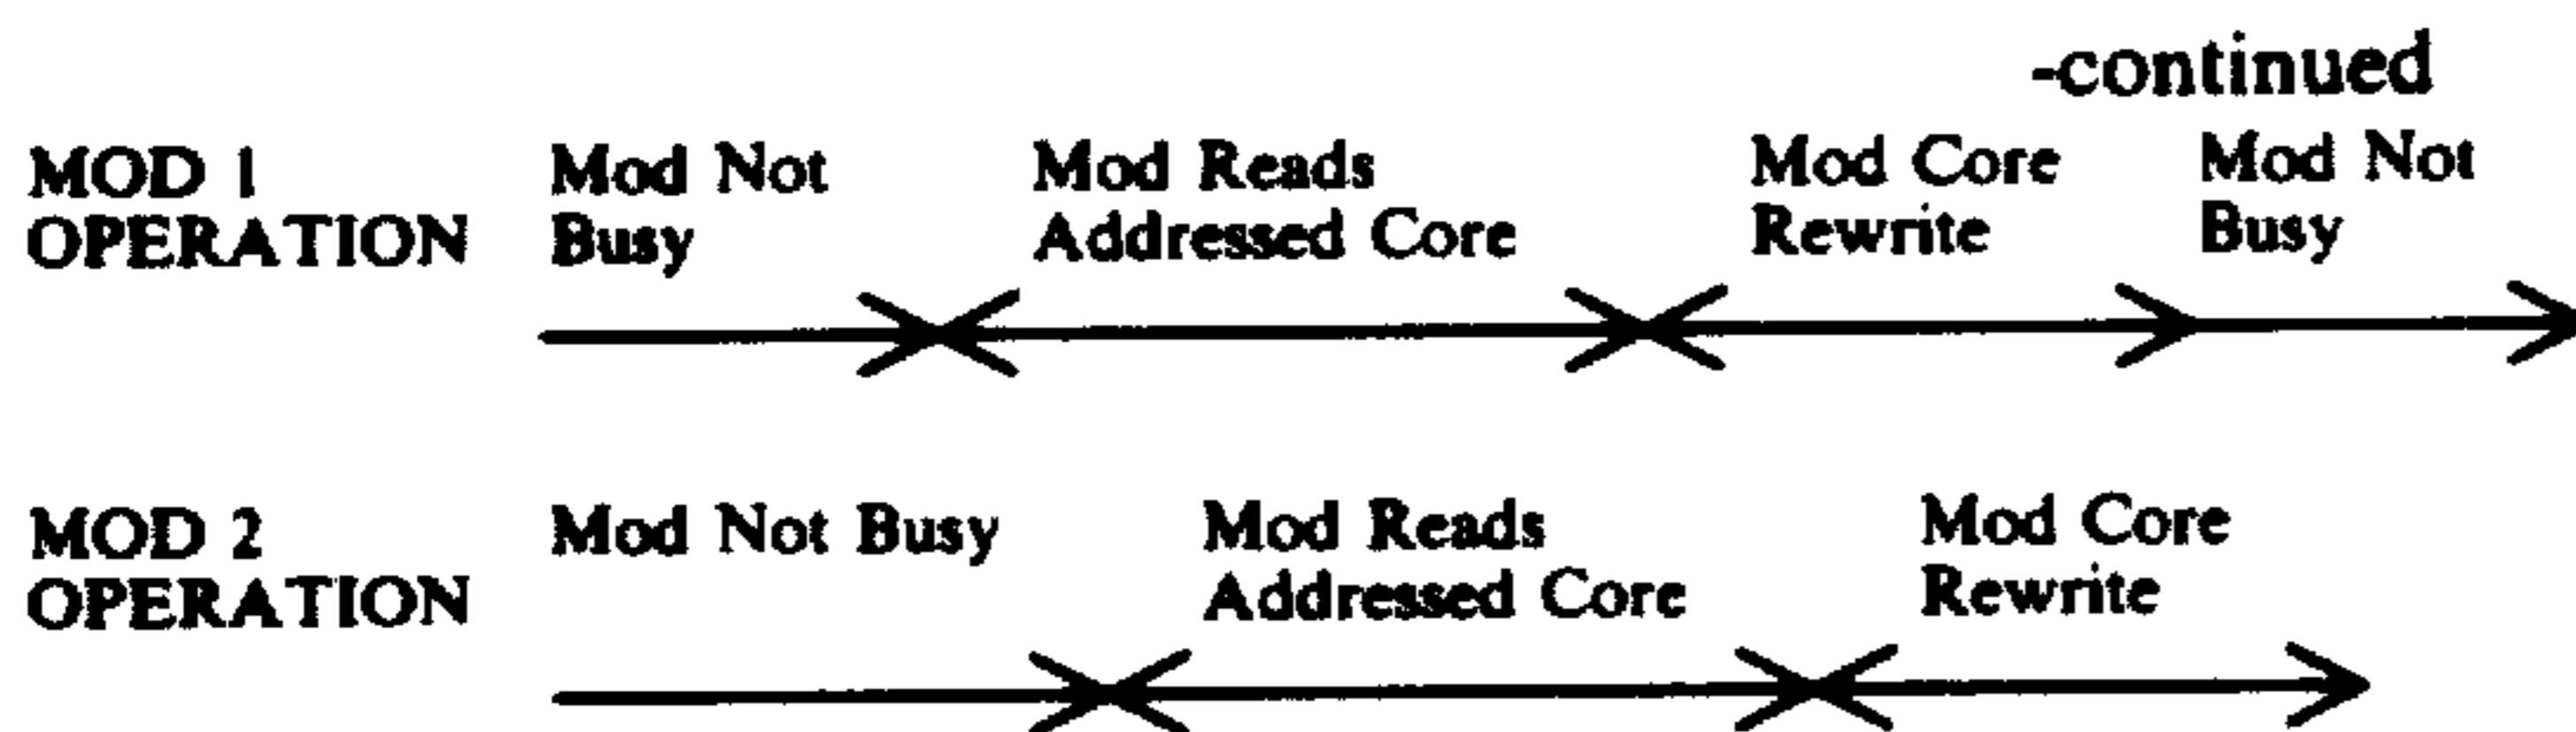 -continued
MOD 1 Mod Not Mod Reads Mod Core Mod Not
OPERATION Busy Addressed Core Rewrite Busy
MOD 2 Mod Not Busy Mod Reads Mod Core
OPERATION Addressed Core Rewrite